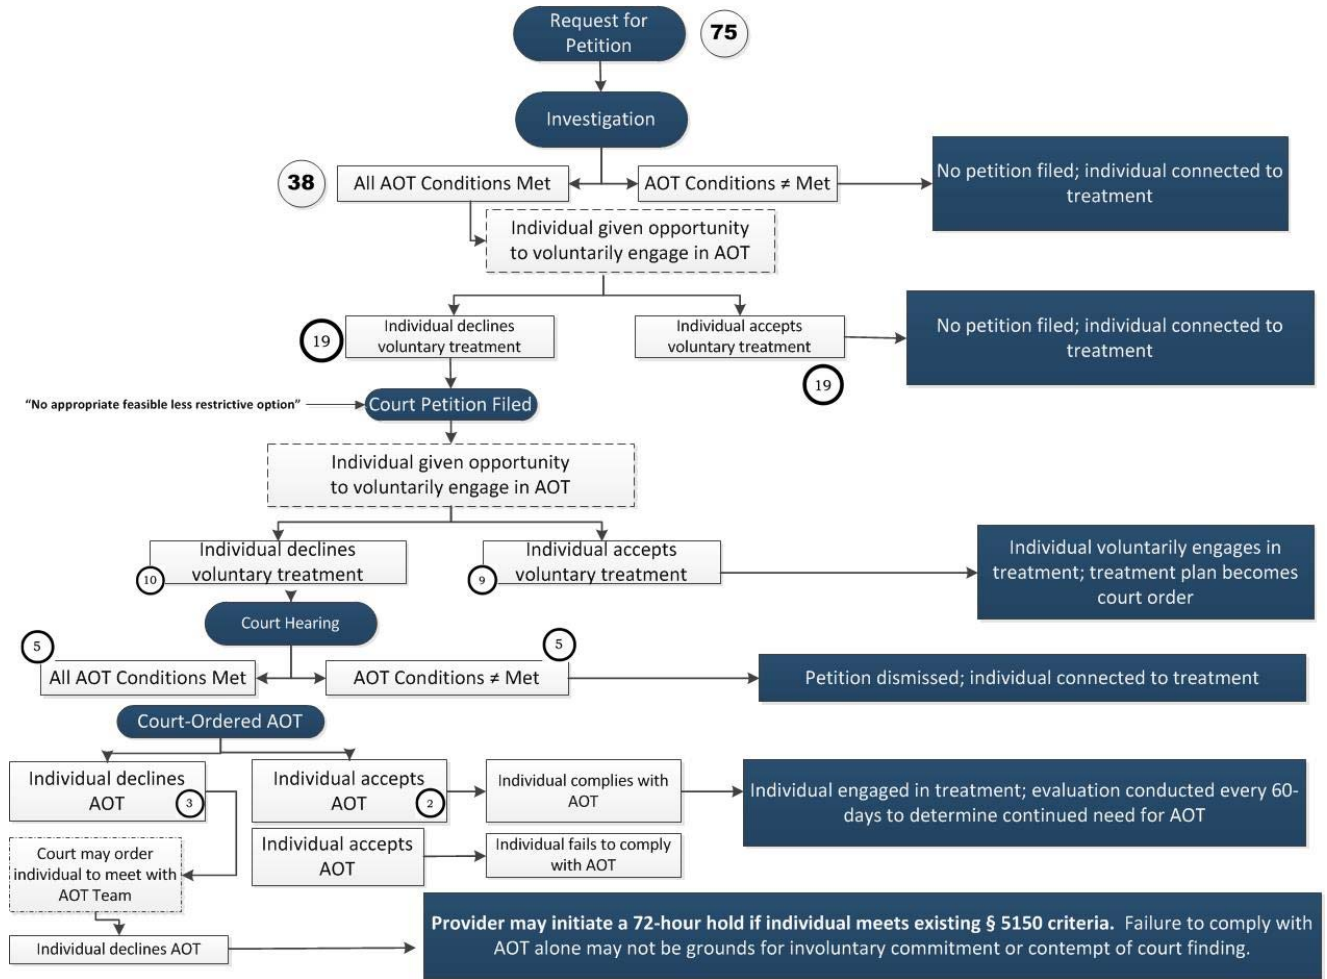 Request for
Petition
75
Investigation
38
All AOT Conditions Met
AOT Conditions ≠ Met
No petition filed; individual connected to
treatment
Individual given opportunity
to voluntarily engage in AOT
19
Individual declines
voluntary treatment
Individual accepts
voluntary treatment
19
No petition filed; individual connected to
treatment
“No appropriate feasible less restrictive option”
Court Petition Filed
Individual given opportunity
to voluntarily engage in AOT
Individual declines
voluntary treatment
10
Individual accepts
voluntary treatment
9
Individual voluntarily engages in
treatment; treatment plan becomes
court order
Court Hearing
5
All AOT Conditions Met
5
AOT Conditions ≠ Met
Petition dismissed; individual connected to treatment
Court-Ordered AOT
Individual declines
AOT
3
Individual accepts
AOT
2
Individual complies with
AOT
Individual engaged in treatment; evaluation conducted every 60-
days to determine continued need for AOT
Individual accepts
AOT
Individual fails to comply
with AOT
Court may order
individual to meet with
AOT Team
Individual declines AOT
Provider may initiate a 72-hour hold if individual meets existing § 5150 criteria. Failure to comply with
AOT alone may not be grounds for involuntary commitment or contempt of court finding.